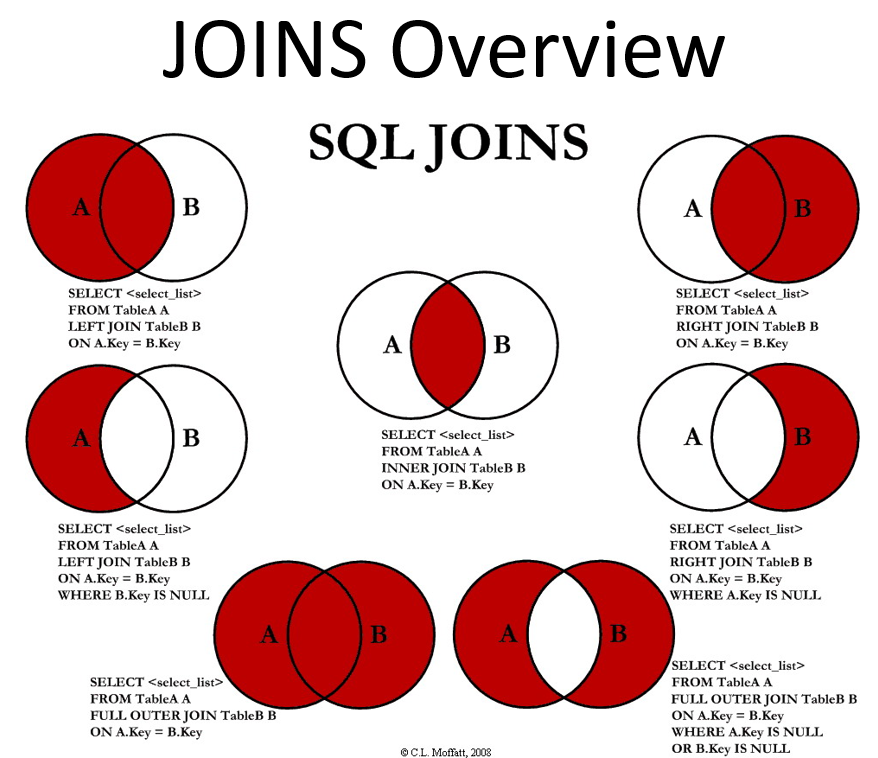 JOINS Overview
SQL JOINS
A B
SELECT <select_list>
FROM TableA A
LEFT JOIN TableB B
ON A.Key = B.Key
A B
SELECT <select_list>
FROM TableA A
RIGHT JOIN TableB B
ON A.Key = B.Key
A B
SELECT <select_list>
FROM TableA A
INNER JOIN TableB B
ON A.Key = B.Key
A B
SELECT <select_list>
FROM TableA A
LEFT JOIN TableB B
ON A.Key = B.Key
WHERE B.Key IS NULL
A B
SELECT <select_list>
FROM TableA A
RIGHT JOIN TableB B
ON A.Key = B.Key
WHERE A.Key IS NULL
A B
SELECT <select_list>
FROM TableA A
FULL OUTER JOIN TableB B
ON A.Key = B.Key
A B
SELECT <select_list>
FROM TableA A
FULL OUTER JOIN TableB B
ON A.Key = B.Key
WHERE A.Key IS NULL
OR B.Key IS NULL
© C.L. Moffatt, 2008